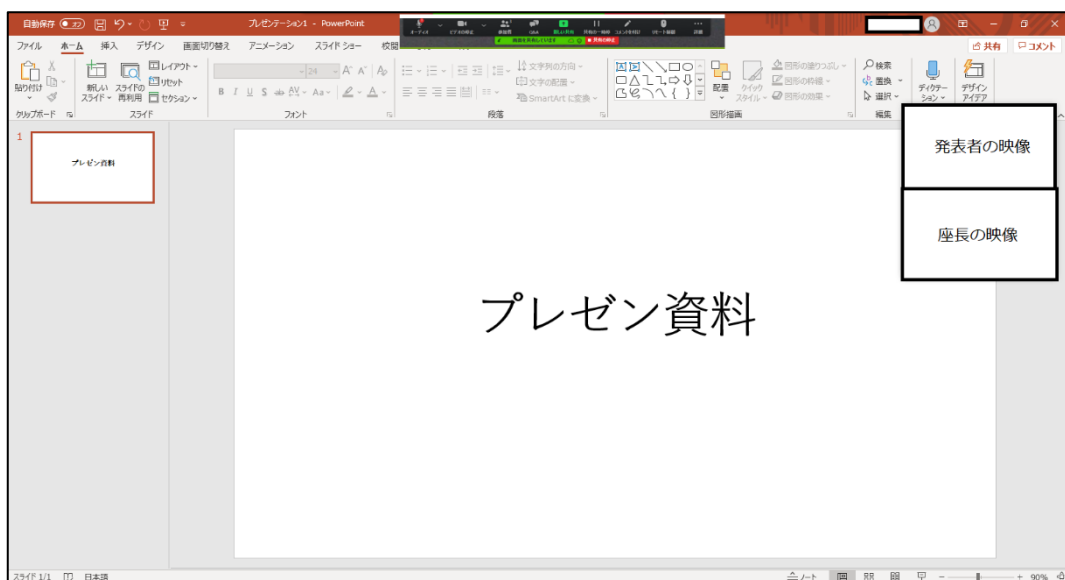 自動保存 オフ プレゼンテーション1 - PowerPoint
ファイル ホーム 挿入 デザイン 画面切り替え アニメーション スライド ショー 校閲 共有 コメント
貼り付け 新しい スライド スライドの 再利用 レイアウト リセット セクション
24 A A A
B I U S ab AV Aa A
文字列の方向
文字の配置
SmartArt に変換
配置 クイック スタイル 図形の塗りつぶし 図形の枠線 図形の効果
検索
置換
選択
ディクテー ション デザイン アイデア
クリップボード スライド フォント 段落 図形描画 編集
1
プレゼン資料
発表者の映像
座長の映像
プレゼン資料
スライド 1/1 日本語 ノート 90%